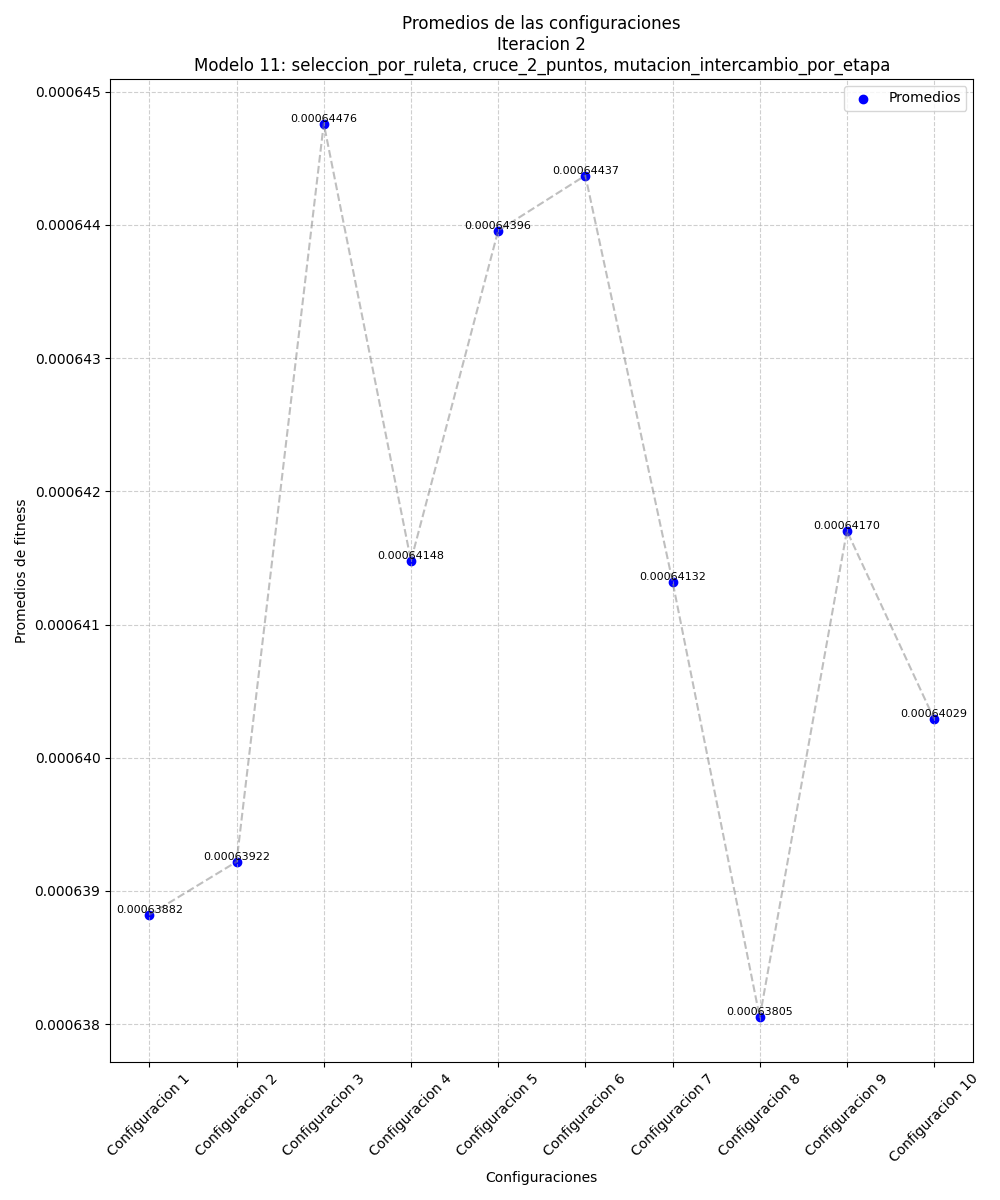 Promedios de las configuraciones
Iteracion 2
Modelo 11: seleccion_por_ruleta, cruce_2_puntos, mutacion_intercambio_por_etapa
Promedios
0.000645
0.000644
0.000643
0.000642
0.000641
0.000640
0.000639
0.000638
Promedios de fitness
0.00063882
0.00063922
0.00064476
0.00064148
0.00064396
0.00064437
0.00064132
0.00063805
0.00064170
0.00064029
Configuracion 1
Configuracion 2
Configuracion 3
Configuracion 4
Configuracion 5
Configuracion 6
Configuracion 7
Configuracion 8
Configuracion 9
Configuracion 10
Configuraciones